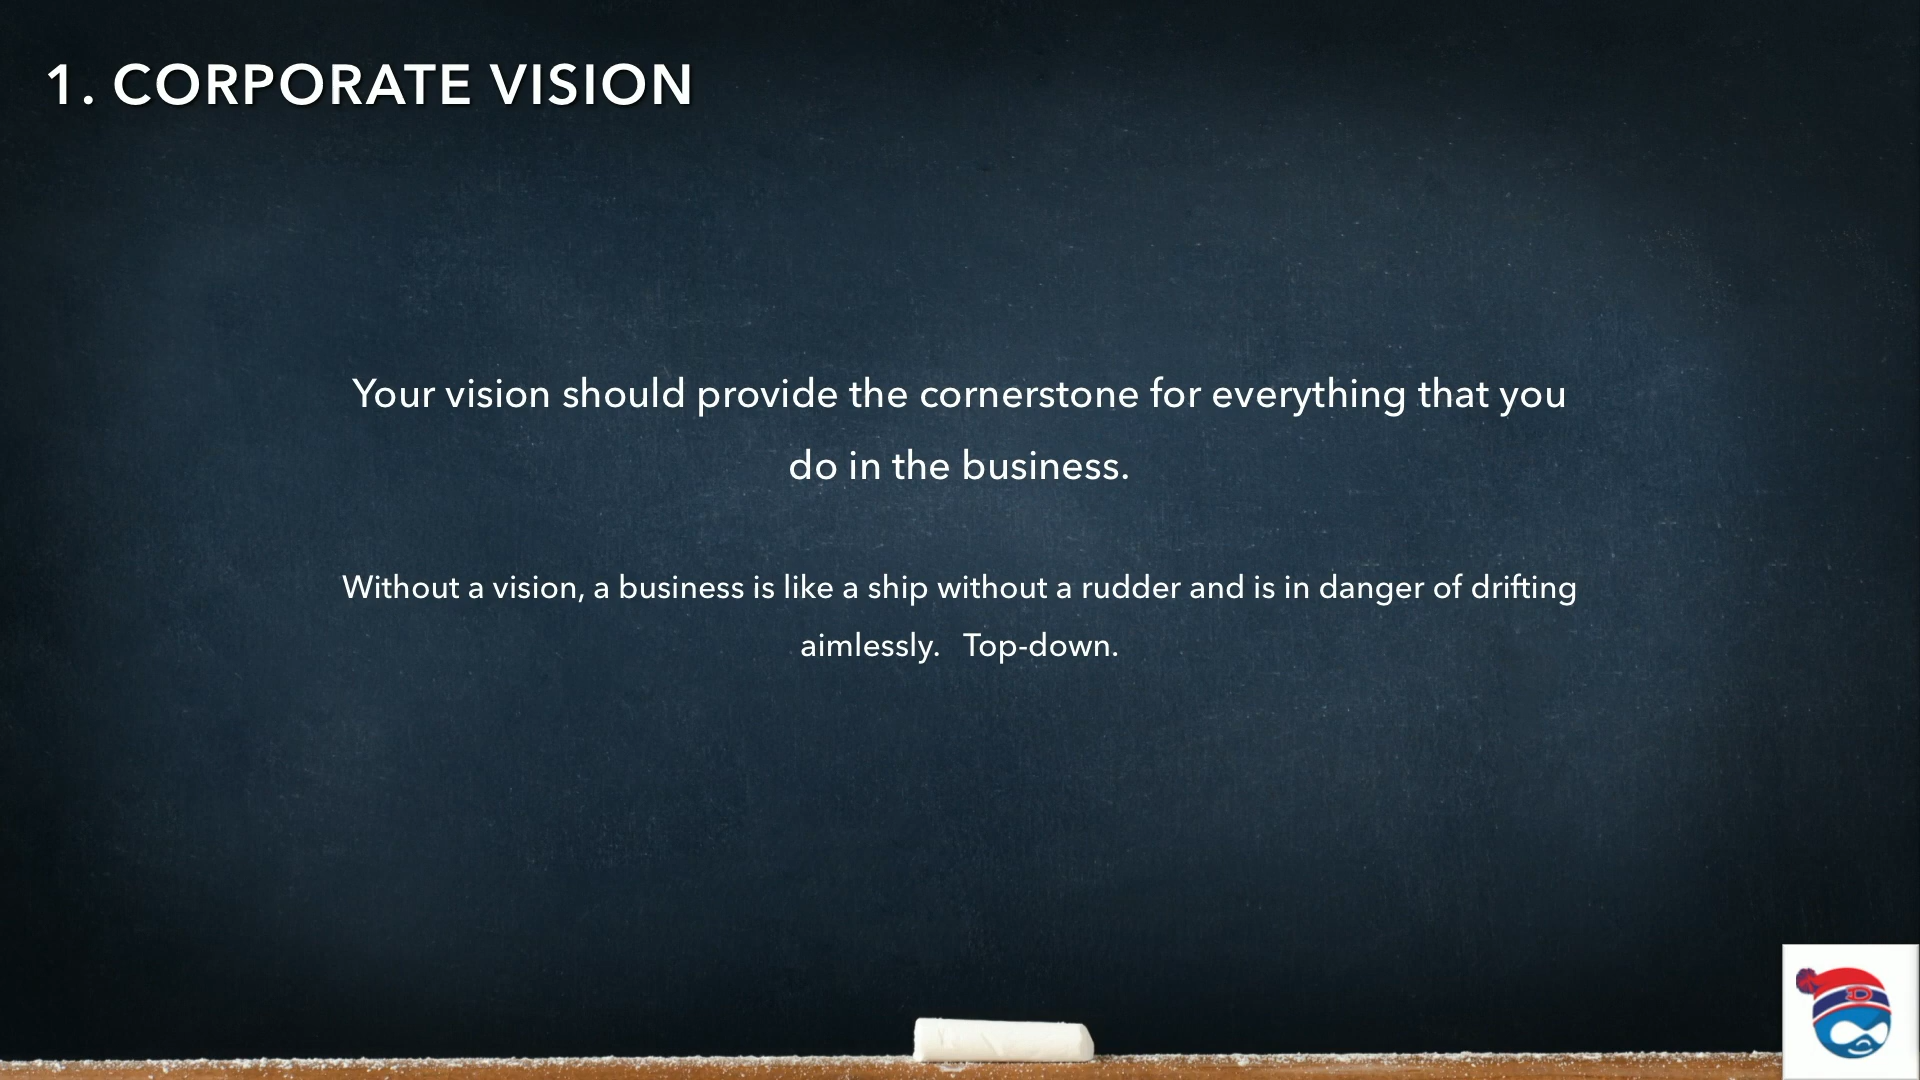 1. CORPORATE VISION
Your vision should provide the cornerstone for everything that you
do in the business.
Without a vision, a business is like a ship without a rudder and is in danger of drifting
aimlessly.   Top-down.